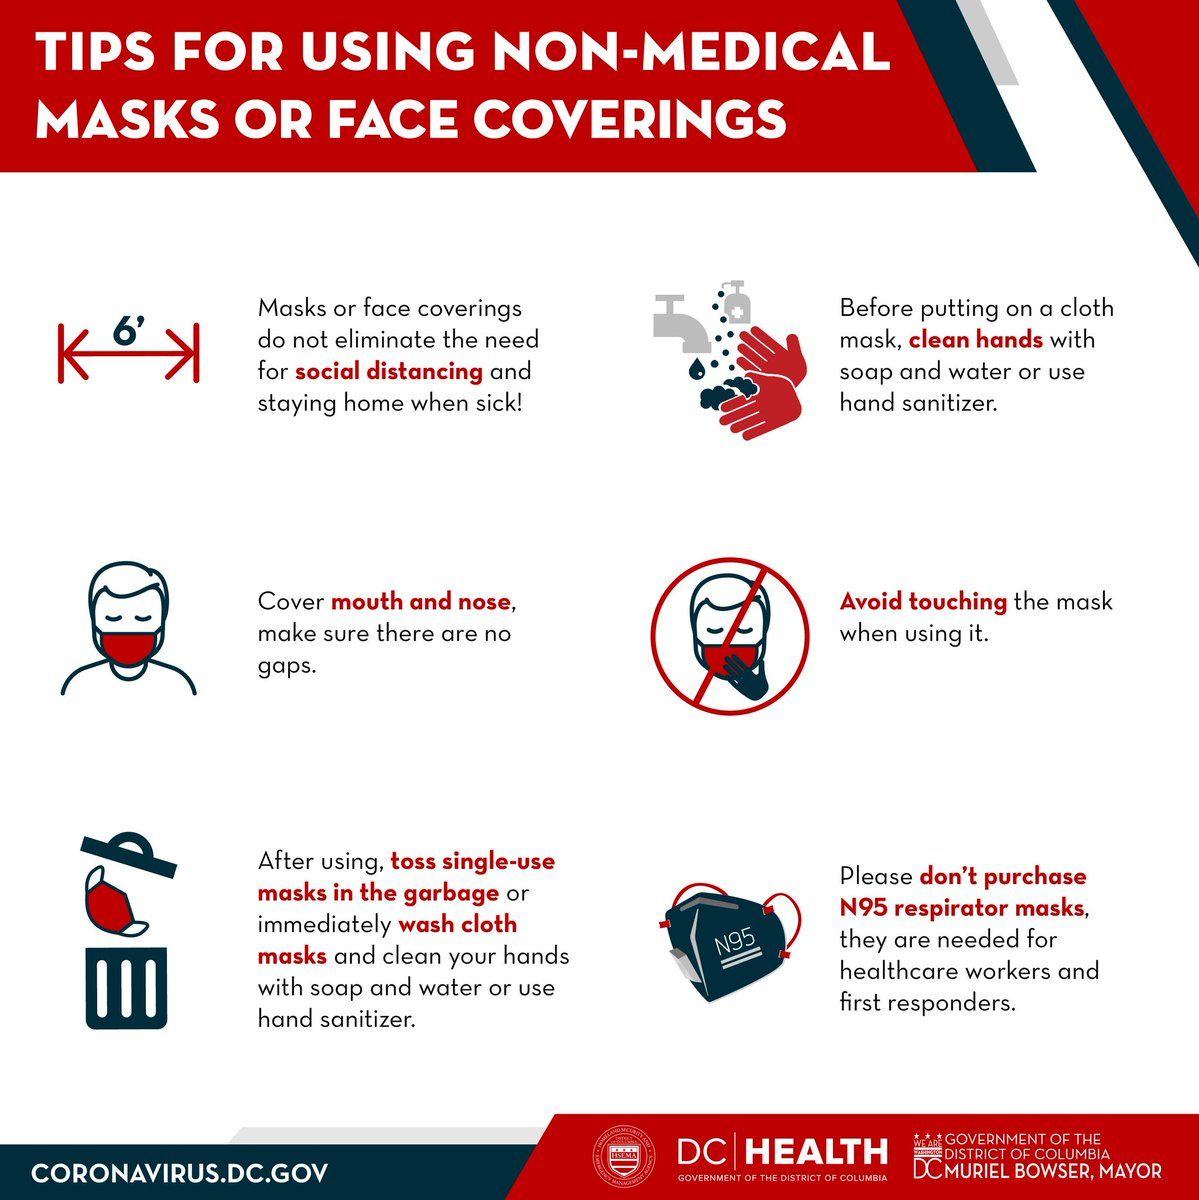 TIPS FOR USING NON-MEDICAL
MASKS OR FACE COVERINGS
6’
Masks or face coverings
do not eliminate the need
for social distancing and
staying home when sick!
Before putting on a cloth
mask, clean hands with
soap and water or use
hand sanitizer.
Cover mouth and nose,
make sure there are no
gaps.
Avoid touching the mask
when using it.
After using, toss single-use
masks in the garbage or
immediately wash cloth
masks and clean your hands
with soap and water or use
hand sanitizer.
N95
Please don’t purchase
N95 respirator masks,
they are needed for
healthcare workers and
first responders.
CORONAVIRUS.DC.GOV
HSEMA
DC HEALTH
GOVERNMENT OF THE DISTRICT OF COLUMBIA
WE ARE
WASHINGTON
DC
GOVERNMENT OF THE
DISTRICT OF COLUMBIA
MURIEL BOWSER, MAYOR